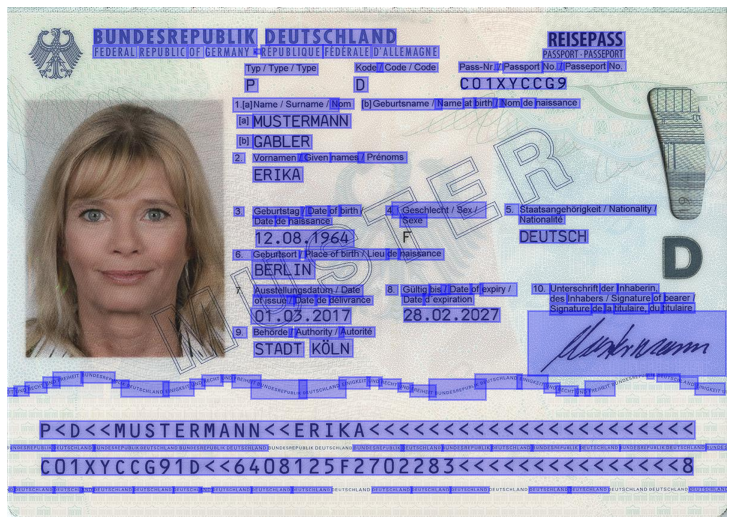 BUNDESREPUBLIK DEUTSCHLAND
FEDERAL REPUBLIC OF GERMANY • RÉPUBLIQUE FÉDÉRALE D'ALLEMAGNE
REISEPASS
PASSPORT - PASSEPORT
Typ / Type / Type Kode / Code / Code Pass-Nr. / Passport No. / Passeport No.
P D C01XYCCG9
1.[a] Name / Surname / Nom [b] Geburtsname / Name at birth / Nom de naissance
[a] MUSTERMANN
[b] GABLER
2. Vornamen / Given names / Prénoms
ERIKA
3. Geburtstag / Date of birth / Date de naissance
12.08.1964
4. Geschlecht / Sex / Sexe
F
5. Staatsangehörigkeit / Nationality / Nationalité
DEUTSCH
6. Geburtsort / Place of birth / Lieu de naissance
BERLIN
7. Ausstellungsdatum / Date of issue / Date de délivrance
01.03.2017
8. Gültig bis / Date of expiry / Date d'expiration
28.02.2027
9. Behörde / Authority / Autorité
STADT KÖLN
10. Unterschrift der Inhaberin,
des Inhabers / Signature of bearer /
Signature de la titulaire, du titulaire
Mustermann
D
MUSTER
P<D<<MUSTERMANN<<ERIKA<<<<<<<<<<<<<<<<<<<<<<
BUNDESREPUBLIK DEUTSCHLAND
C01XYCCG91D<<6408125F2702283<<<<<<<<<<<<<<<8